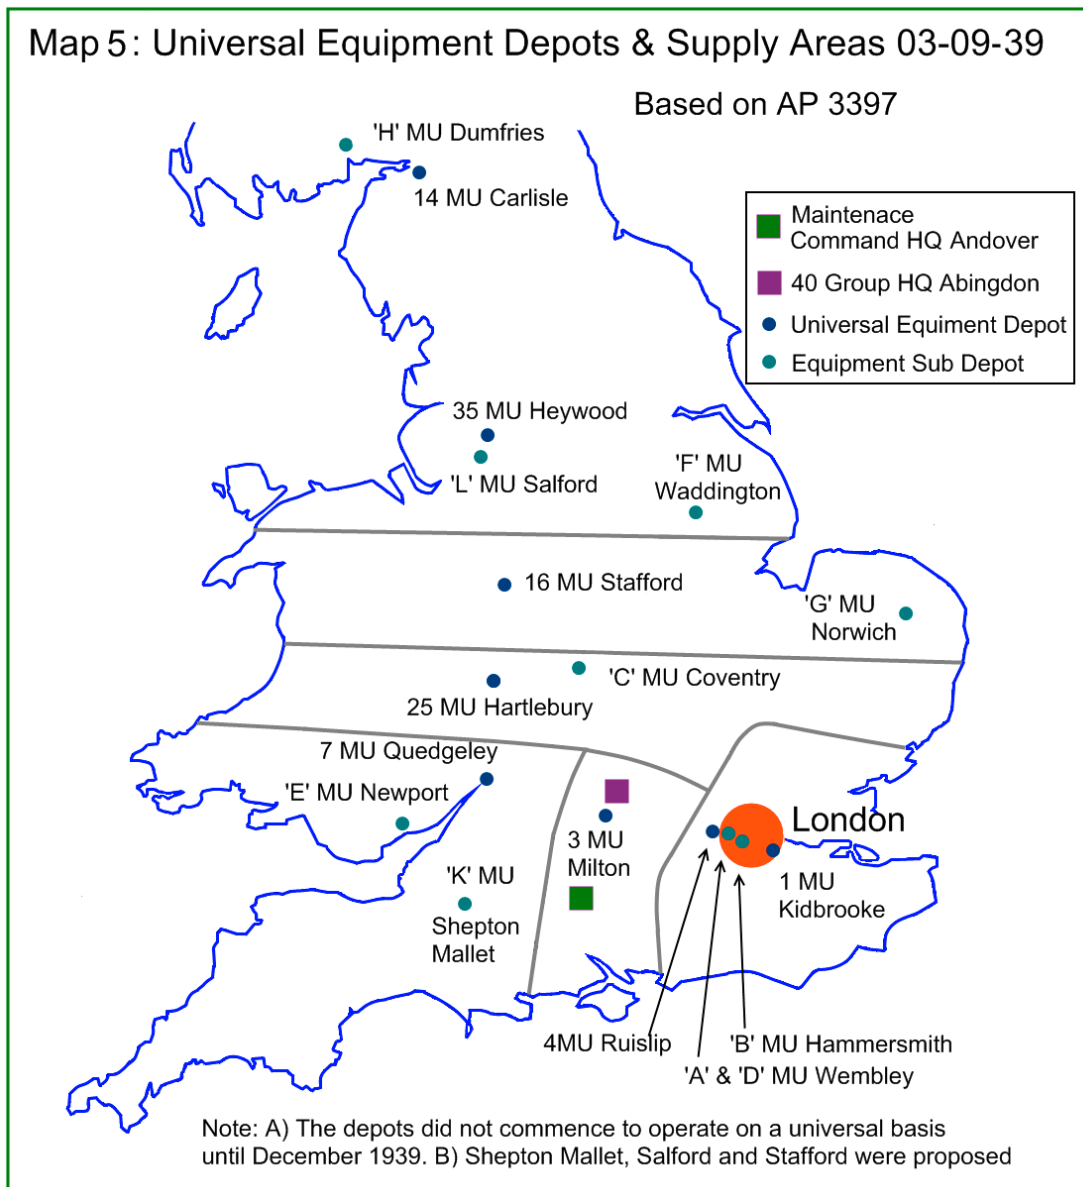 Map 5: Universal Equipment Depots & Supply Areas 03-09-39
Based on AP 3397
'H' MU Dumfries
14 MU Carlisle
Maintenace
Command HQ Andover
40 Group HQ Abingdon
Universal Equiment Depot
Equipment Sub Depot
35 MU Heywood
'L' MU Salford
'F' MU
Waddington
16 MU Stafford
'G' MU
Norwich
'C' MU Coventry
25 MU Hartlebury
7 MU Quedgeley
'E' MU Newport
3 MU
Milton
London
1 MU
Kidbrooke
'K' MU
Shepton
Mallet
4MU Ruislip
'B' MU Hammersmith
'A' & 'D' MU Wembley
Note: A) The depots did not commence to operate on a universal basis
until December 1939. B) Shepton Mallet, Salford and Stafford were proposed